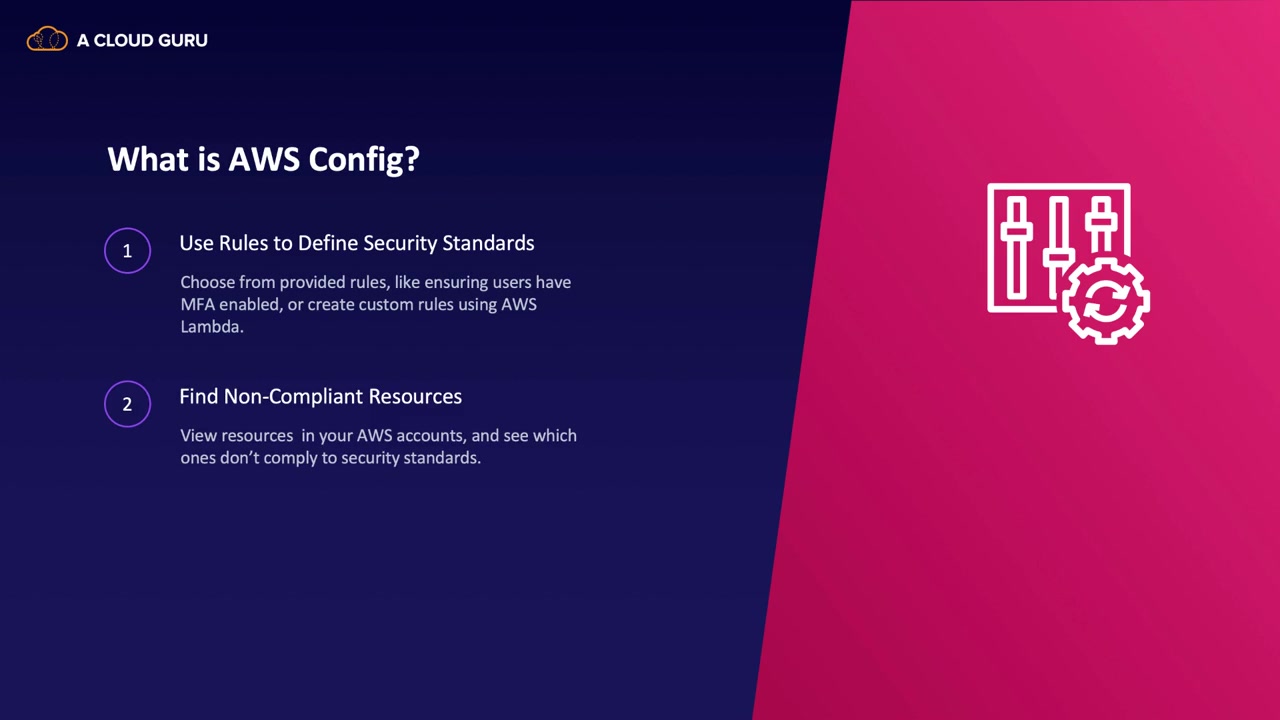 A CLOUD GURU
What is AWS Config?
1
Use Rules to Define Security Standards
Choose from provided rules, like ensuring users have
MFA enabled, or create custom rules using AWS
Lambda.
2
Find Non-Compliant Resources
View resources  in your AWS accounts, and see which
ones don’t comply to security standards.